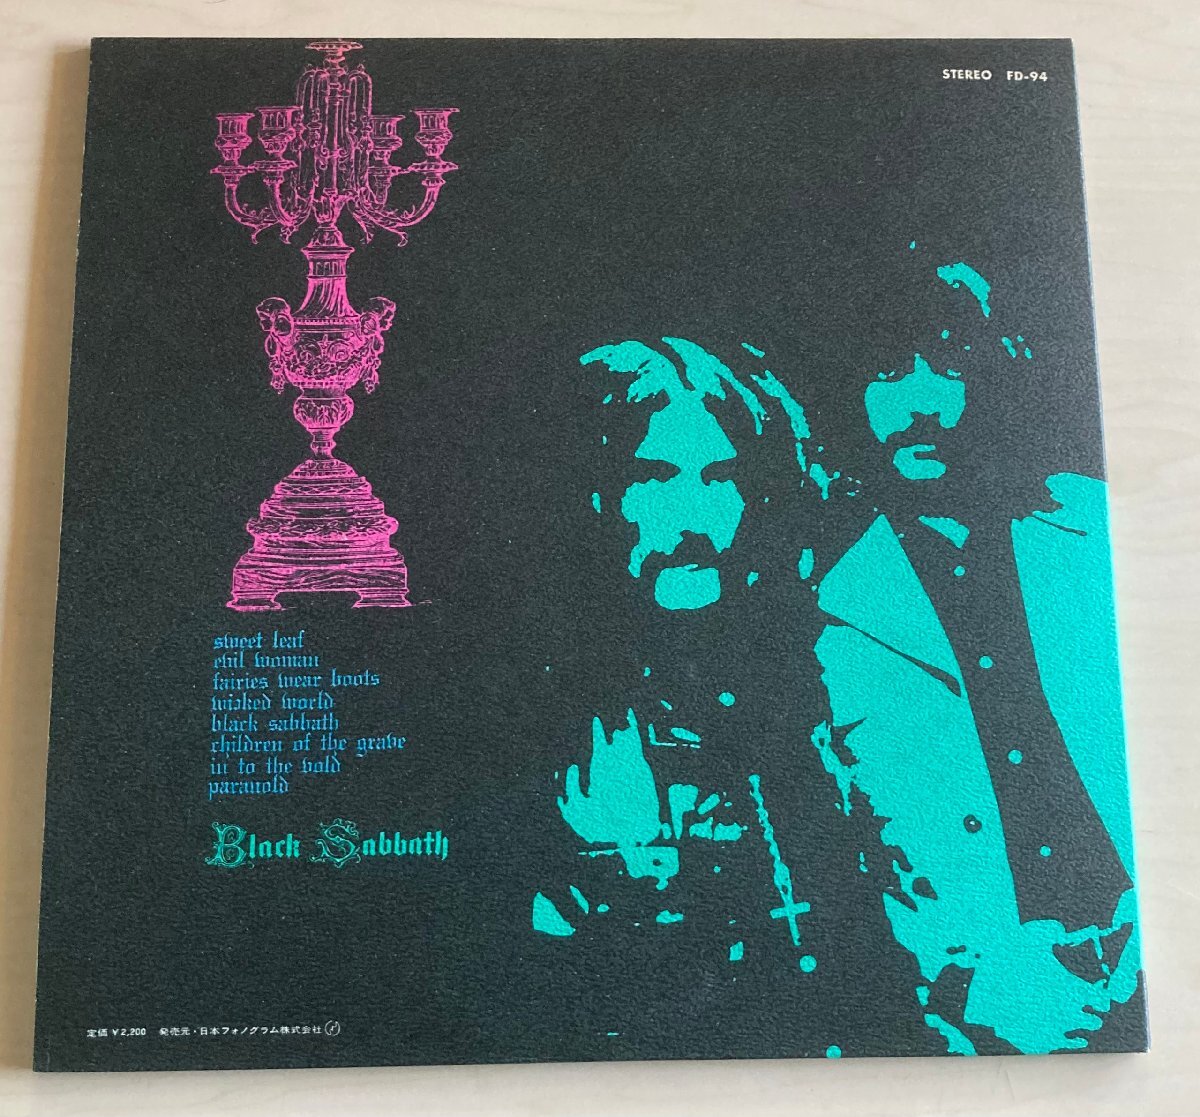 STEREO FD-94
sweet leaf
evil woman
fairies wear boots
wicked world
black sabbath
children of the grave
in to the vold
paranold
Black Sabbath
定価 ¥2,200 発売元・日本フォノグラム株式会社